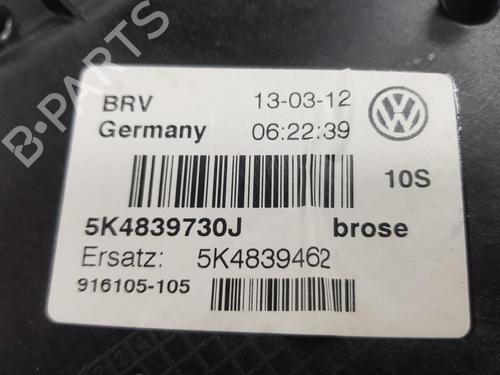 BRV 13-03-12
Germany 06:22:39
10S
5K4839730J brose
Ersatz: 5K4839462
916105-105
B-PARTS